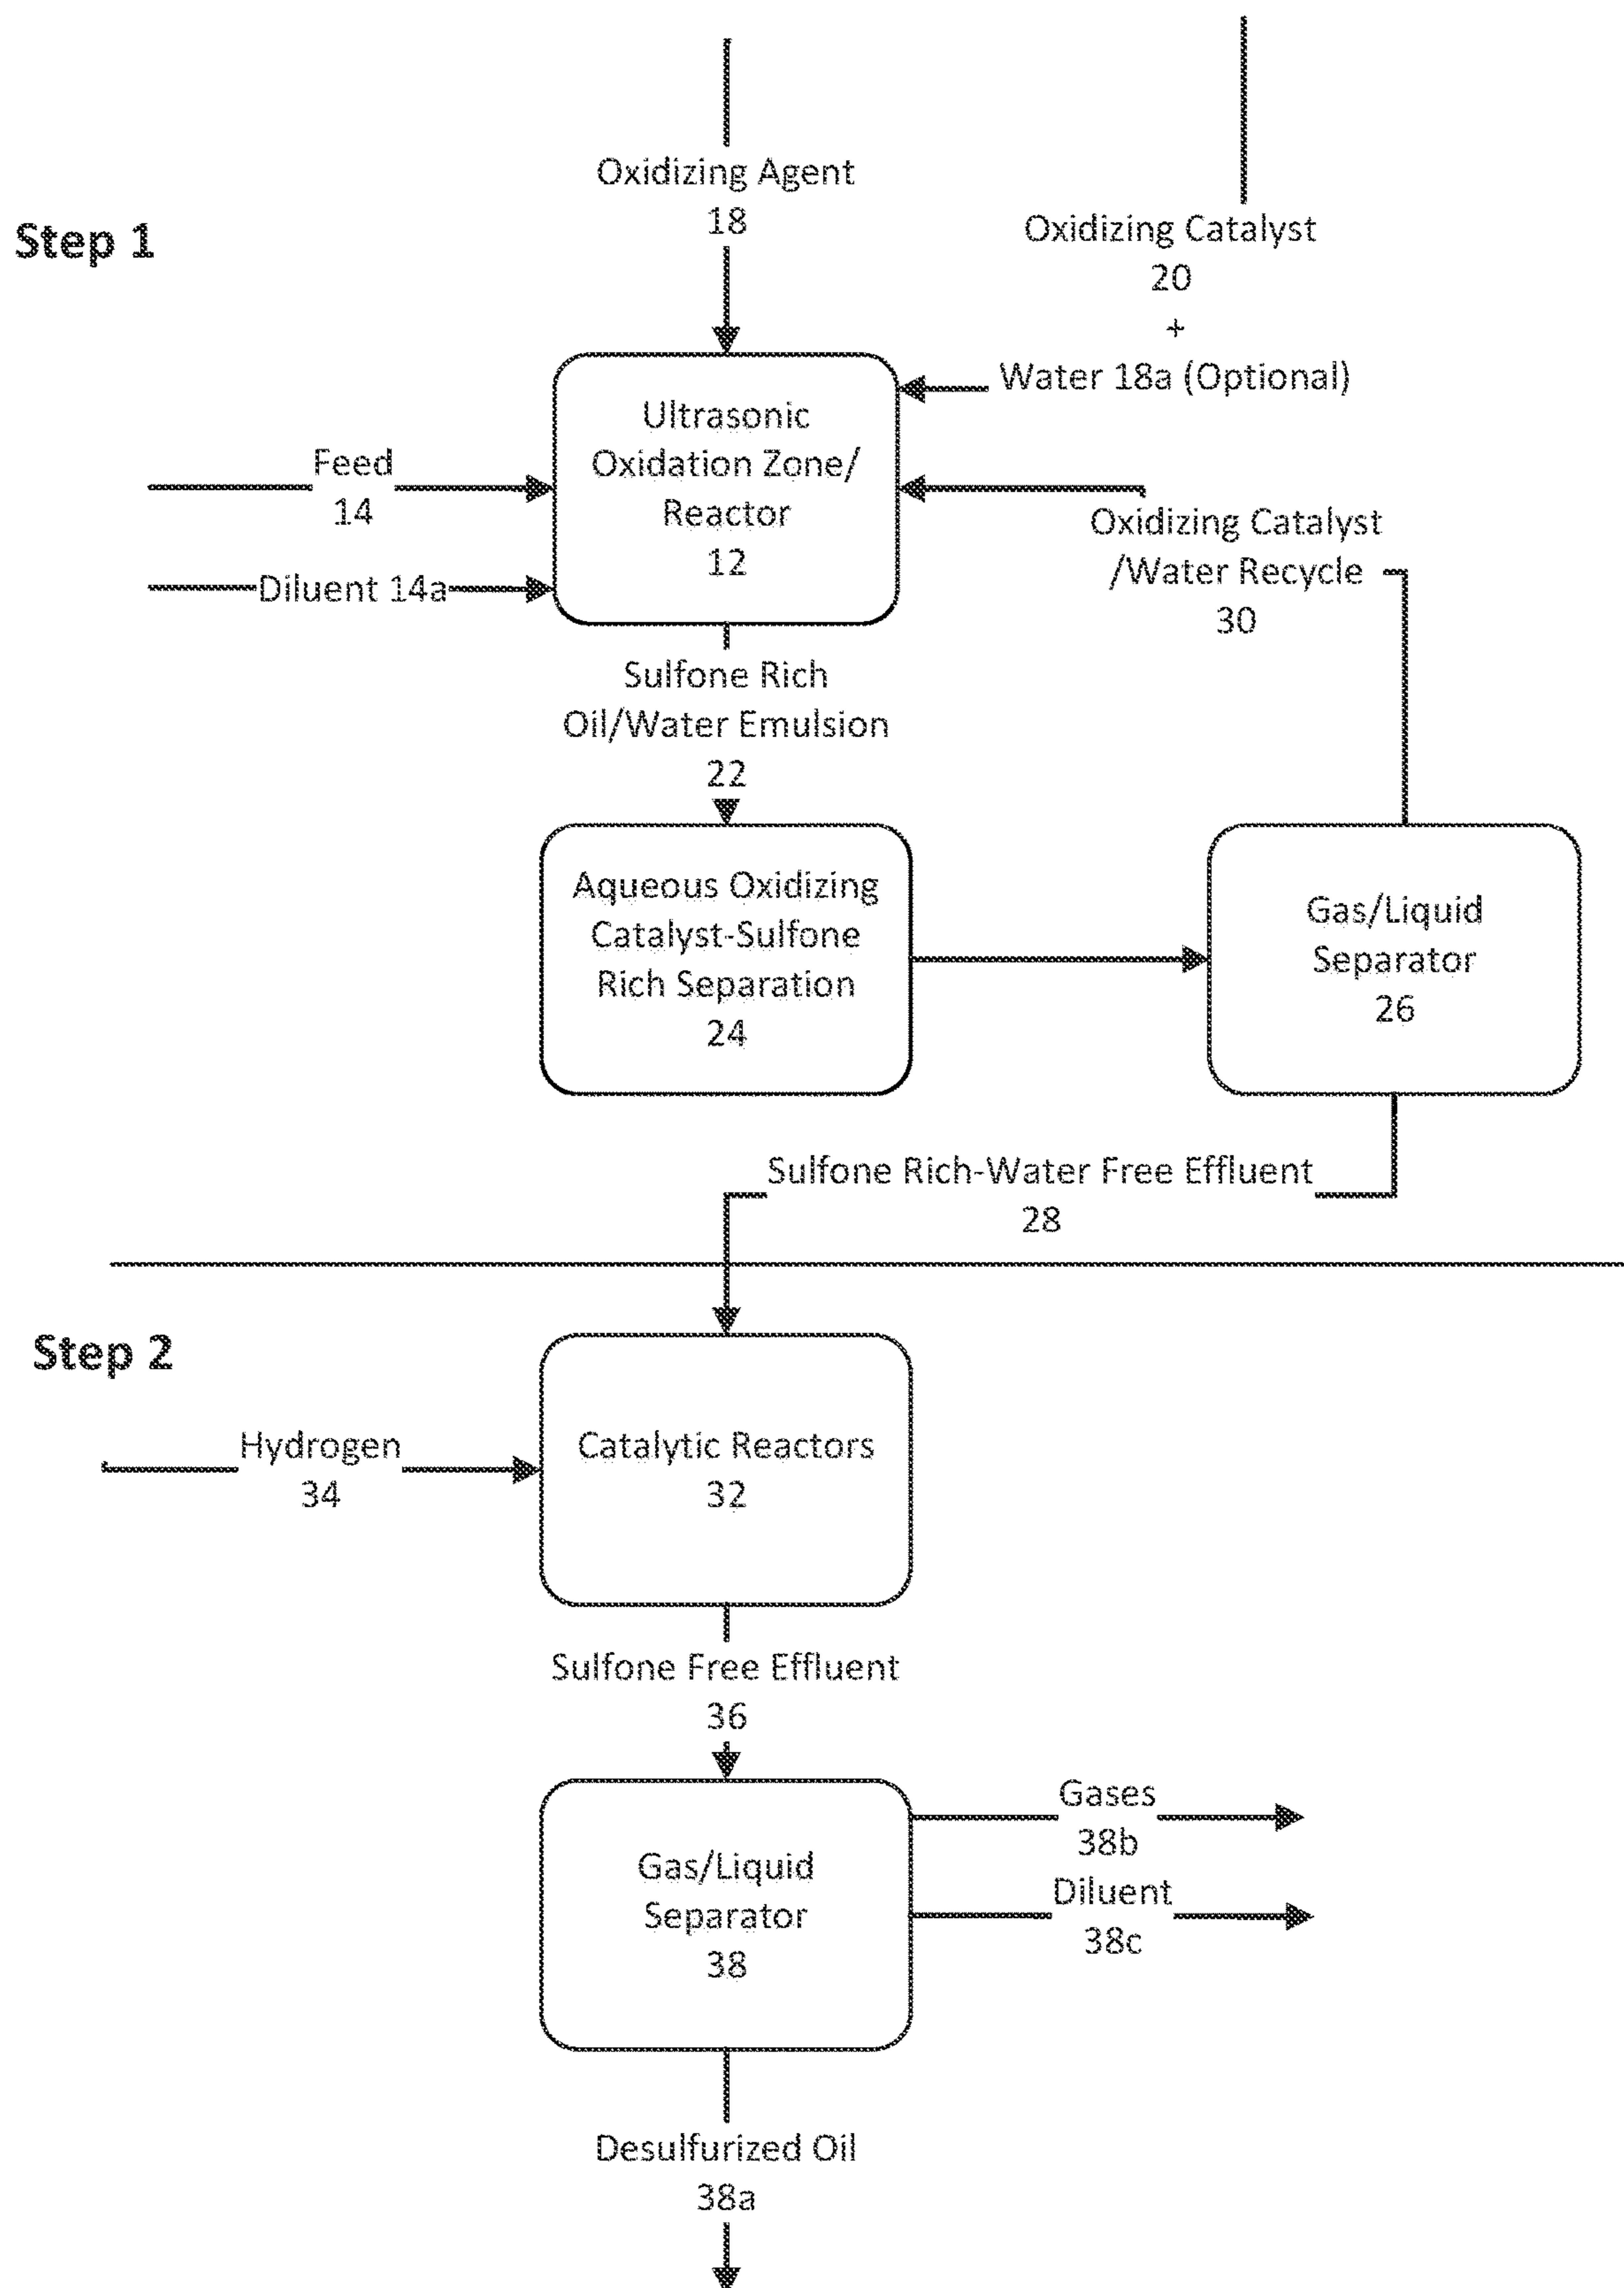 Oxidizing Agent
18
Step 1
Oxidizing Catalyst
20
+
Water 18a (Optional)
Ultrasonic
Oxidation Zone/
Reactor
12
Feed
14
Diluent 14a
Oxidizing Catalyst
/Water Recycle
30
Sulfone Rich
Oil/Water Emulsion
22
Aqueous Oxidizing
Catalyst-Sulfone
Rich Separation
24
Gas/Liquid
Separator
26
Sulfone Rich-Water Free Effluent
28
Step 2
Hydrogen
34
Catalytic Reactors
32
Sulfone Free Effluent
36
Gas/Liquid
Separator
38
Gases
38b
Diluent
38c
Desulfurized Oil
38a